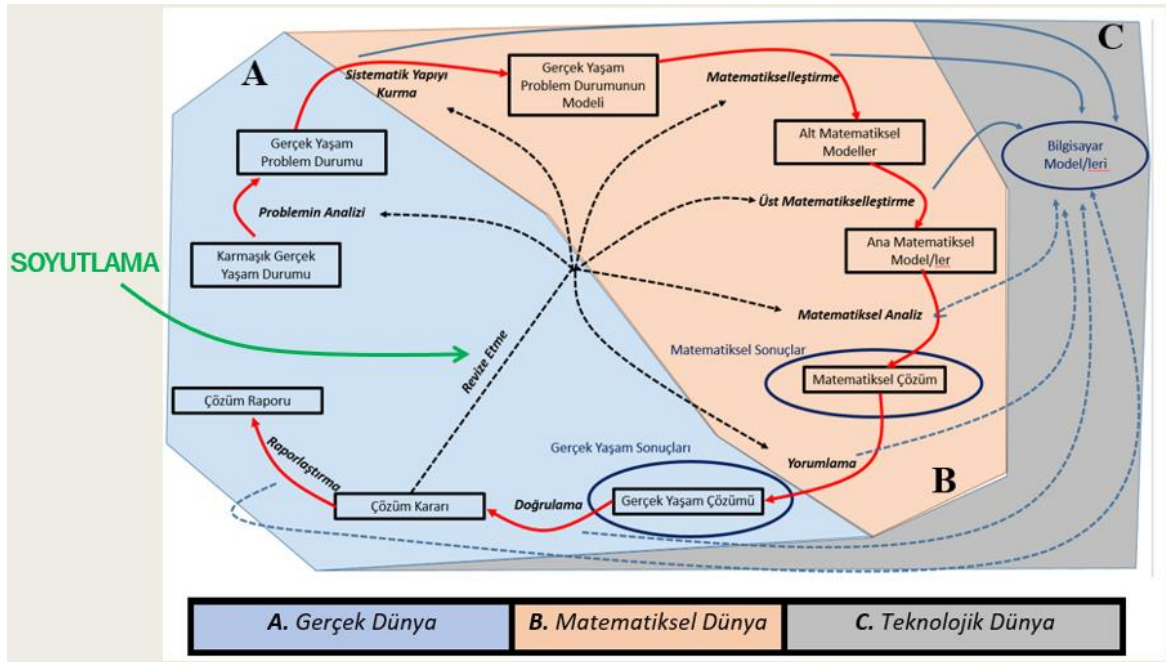 A
C
Sistematik Yapıyı
Kurma
Gerçek Yaşam
Problem Durumunun
Modeli
Matematikselleştirme
Gerçek Yaşam
Problem Durumu
Alt Matematiksel
Modeller
Bilgisayar
Model/leri
Problemin Analizi
Üst Matematikselleştirme
SOYUTLAMA
Karmaşık Gerçek
Yaşam Durumu
Ana Matematiksel
Model/ler
Matematiksel Analiz
Revize Etme
Matematiksel Sonuçlar
Matematiksel Çözüm
Çözüm Raporu
Gerçek Yaşam Sonuçları
Yorumlama
B
Raporlaştırma
Çözüm Kararı
Doğrulama
Gerçek Yaşam Çözümü
A. Gerçek Dünya
B. Matematiksel Dünya
C. Teknolojik Dünya